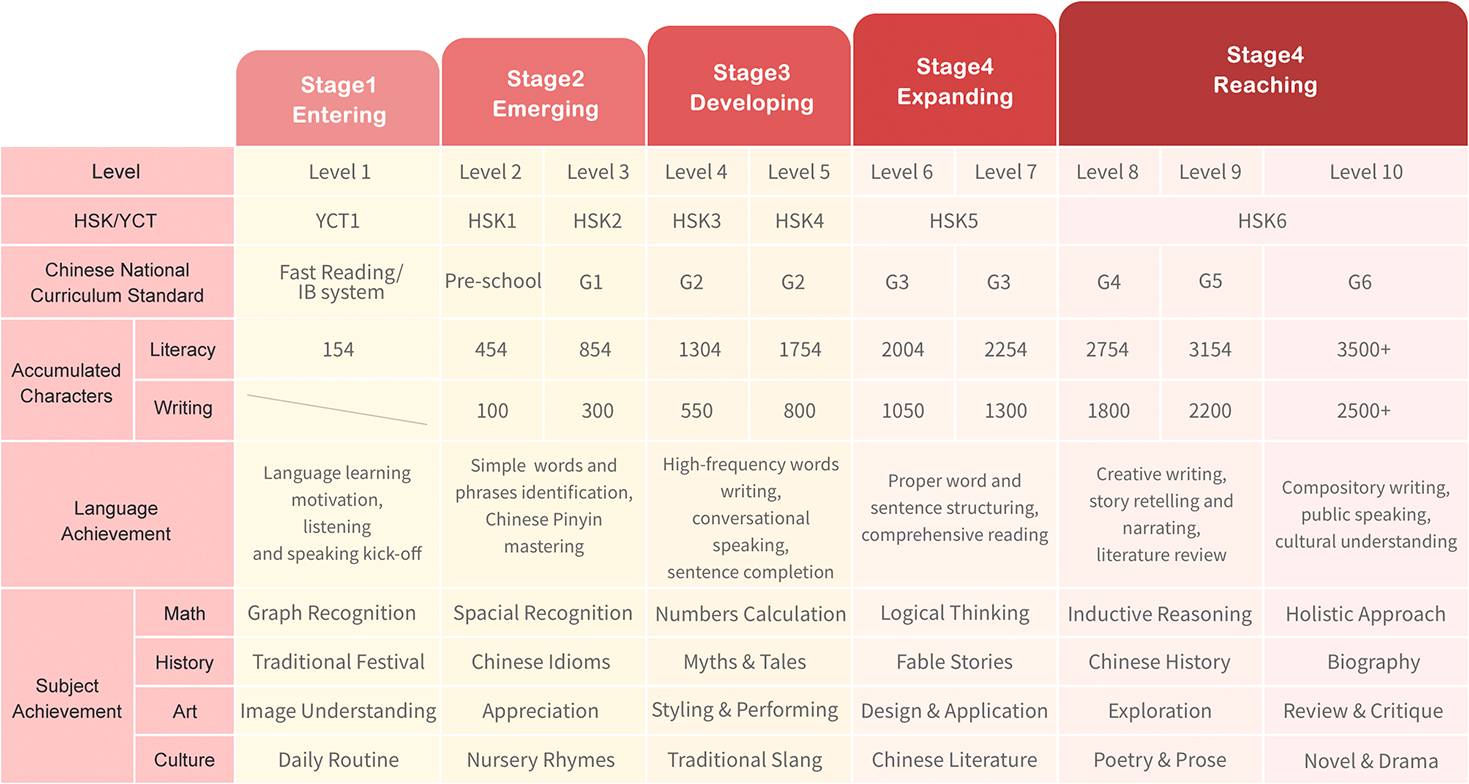 Stage1
Entering
Stage2
Emerging
Stage3
Developing
Stage4
Expanding
Stage4
Reaching
Level
Level 1
Level 2
Level 3
Level 4
Level 5
Level 6
Level 7
Level 8
Level 9
Level 10
HSK/YCT
YCT1
HSK1
HSK2
HSK3
HSK4
HSK5
HSK6
Chinese National
Curriculum Standard
Fast Reading/
IB system
Pre-school
G1
G2
G2
G3
G3
G4
G5
G6
Accumulated
Characters
Literacy
154
454
854
1304
1754
2004
2254
2754
3154
3500+
Writing
100
300
550
800
1050
1300
1800
2200
2500+
Language
Achievement
Language learning
motivation,
listening
and speaking kick-off
Simple words and
phrases identification,
Chinese Pinyin
mastering
High-frequency words
writing,
conversational
speaking,
sentence completion
Proper word and
sentence structuring,
comprehensive reading
Creative writing,
story retelling and
narrating,
literature review
Compository writing,
public speaking,
cultural understanding
Subject
Achievement
Math
Graph Recognition
Spacial Recognition
Numbers Calculation
Logical Thinking
Inductive Reasoning
Holistic Approach
History
Traditional Festival
Chinese Idioms
Myths & Tales
Fable Stories
Chinese History
Biography
Art
Image Understanding
Appreciation
Styling & Performing
Design & Application
Exploration
Review & Critique
Culture
Daily Routine
Nursery Rhymes
Traditional Slang
Chinese Literature
Poetry & Prose
Novel & Drama